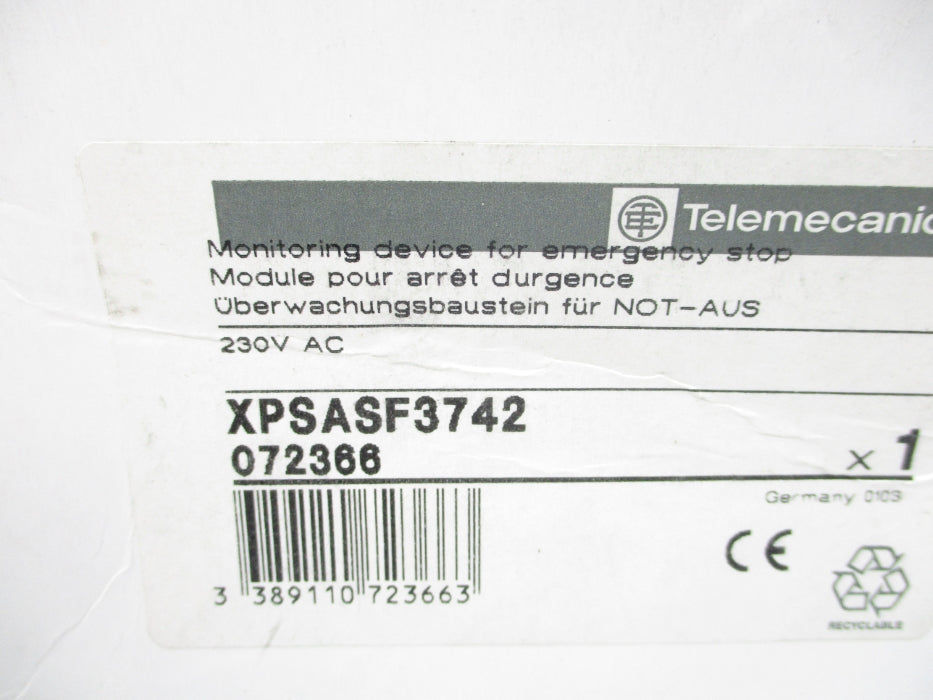 Telemecanic
Monitoring device for emergency stop
Module pour arrêt durgence
Überwachungsbaustein für NOT-AUS
230V AC
XPSASF3742
072366
x 1
Germany 0103
3 389110 723663
CE
RECYCLABLE